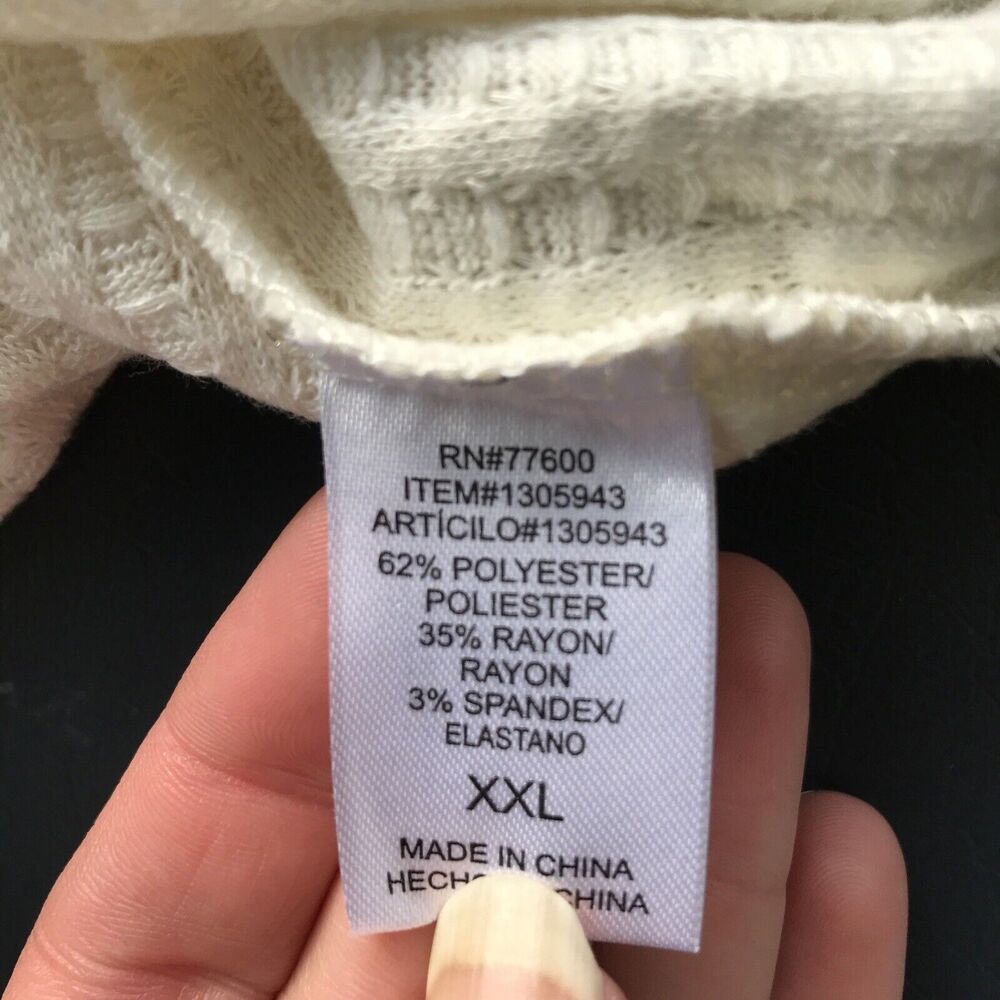 RN#77600
ITEM#1305943
ARTÍCILO#1305943
62% POLYESTER/
POLIESTER
35% RAYON/
RAYON
3% SPANDEX/
ELASTANO
XXL
MADE IN CHINA
CHINA